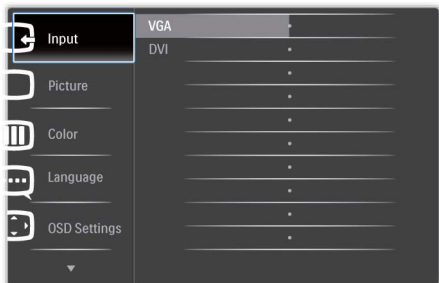 Input
Picture
Color
Language
OSD Settings
VGA
DVI